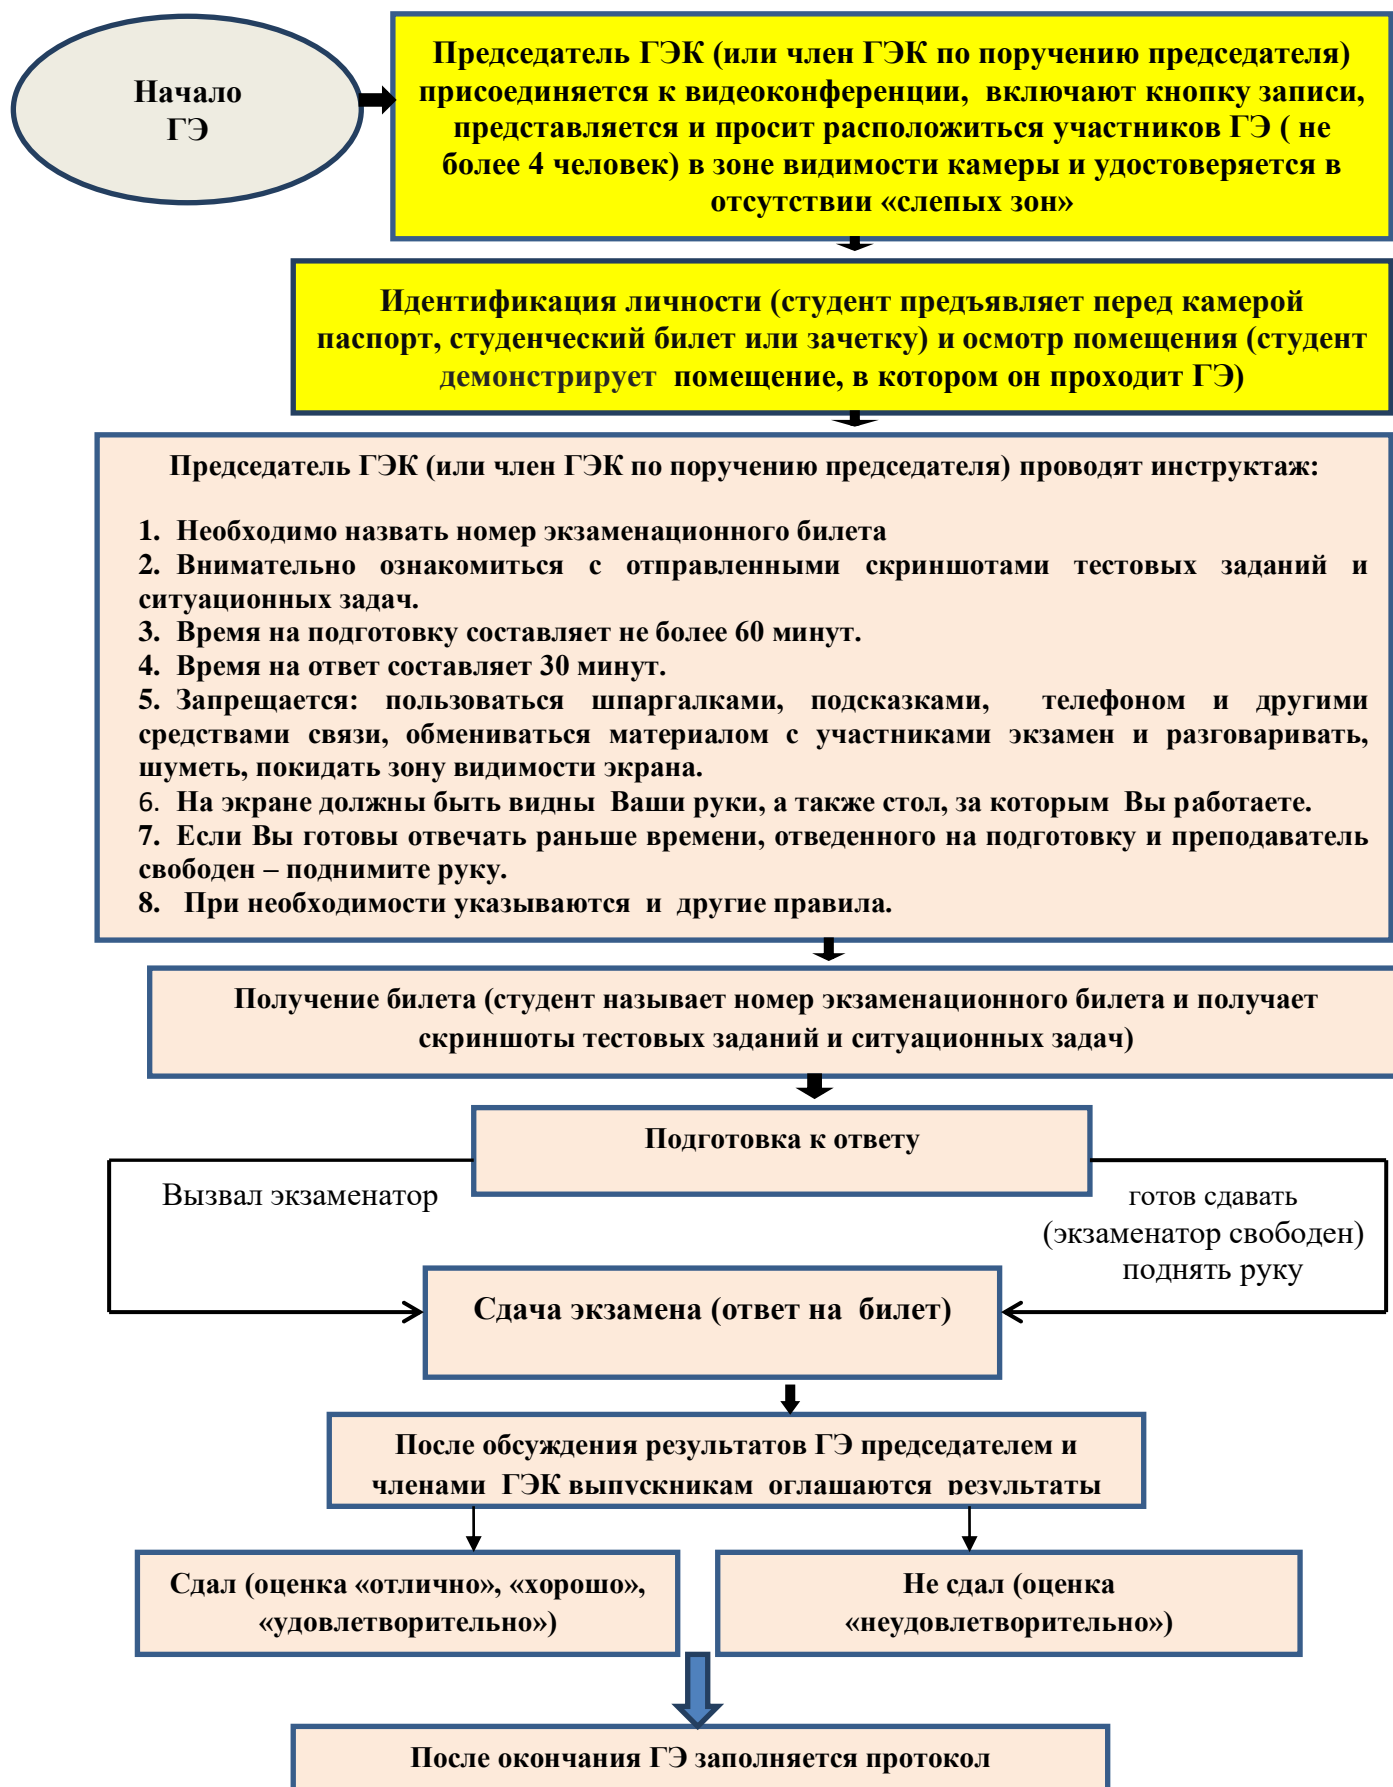 Начало
ГЭ
Председатель ГЭК (или член ГЭК по поручению председателя)
присоединяется к видеоконференции, включают кнопку записи,
представляется и просит расположиться участников ГЭ ( не
более 4 человек) в зоне видимости камеры и удостоверяется в
отсутствии «слепых зон»
Идентификация личности (студент предъявляет перед камерой
паспорт, студенческий билет или зачетку) и осмотр помещения (студент
демонстрирует помещение, в котором он проходит ГЭ)
Председатель ГЭК (или член ГЭК по поручению председателя) проводят инструктаж:
1. Необходимо назвать номер экзаменационного билета
2. Внимательно ознакомиться с отправленными скриншотами тестовых заданий и
ситуационных задач.
3. Время на подготовку составляет не более 60 минут.
4. Время на ответ составляет 30 минут.
5. Запрещается: пользоваться шпаргалками, подсказками, телефоном и другими
средствами связи, обмениваться материалом с участниками экзамен и разговаривать,
шуметь, покидать зону видимости экрана.
6. На экране должны быть видны Ваши руки, а также стол, за которым Вы работаете.
7. Если Вы готовы отвечать раньше времени, отведенного на подготовку и преподаватель
свободен – поднимите руку.
8. При необходимости указываются и другие правила.
Получение билета (студент называет номер экзаменационного билета и получает
скриншоты тестовых заданий и ситуационных задач)
Подготовка к ответу
Вызвал экзаменатор
готов сдавать
(экзаменатор свободен)
поднять руку
Сдача экзамена (ответ на билет)
После обсуждения результатов ГЭ председателем и
членами ГЭК выпускникам оглашаются результаты
Сдал (оценка «отлично», «хорошо»,
«удовлетворительно»)
Не сдал (оценка
«неудовлетворительно»)
После окончания ГЭ заполняется протокол